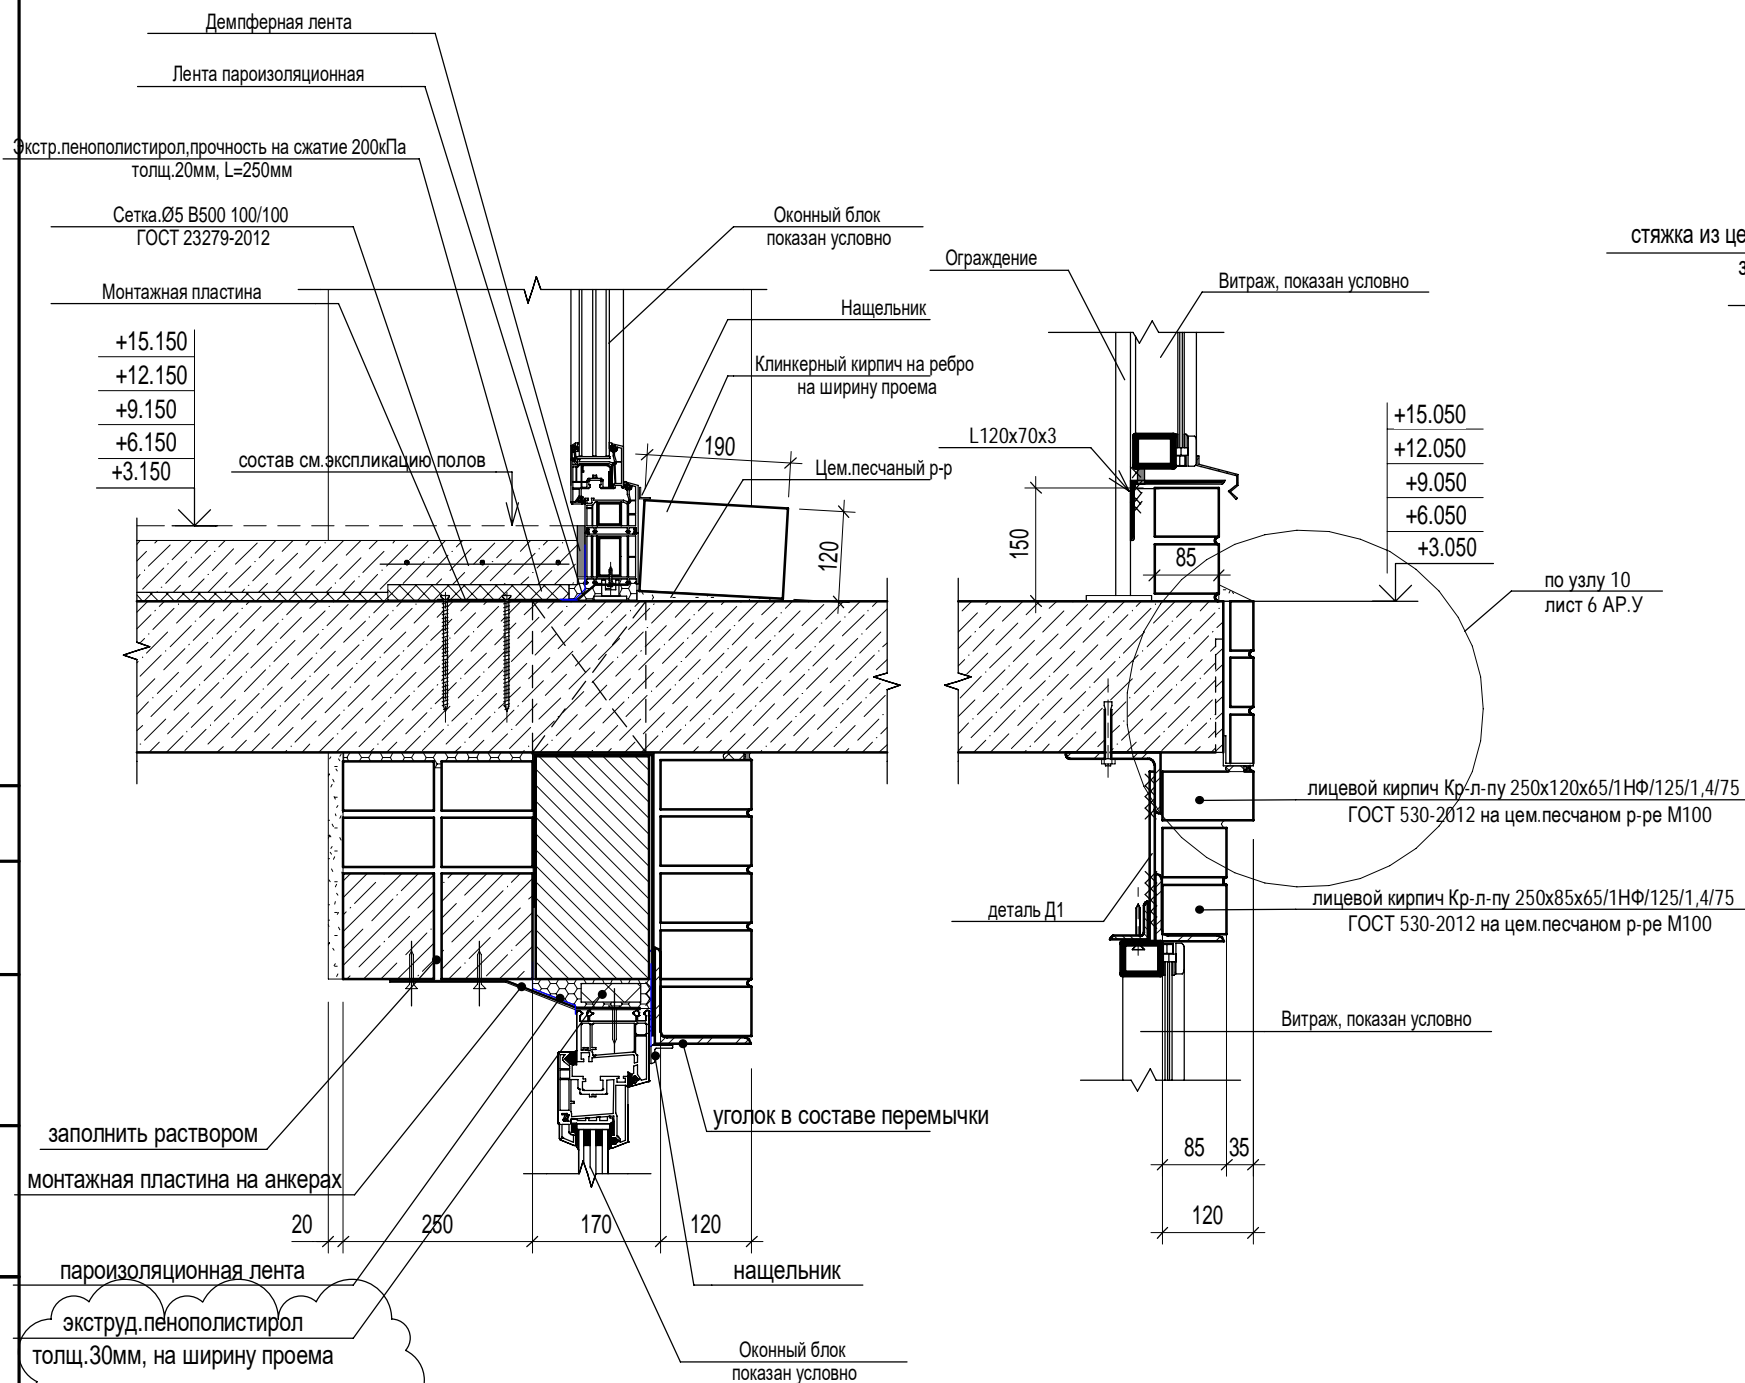 Демпферная лента
Лента пароизоляционная
Экстр.пенополистирол,прочность на сжатие 200кПа
толщ.20мм, L=250мм
Сетка.Ø5 В500 100/100
ГОСТ 23279-2012
Монтажная пластина
+15.150
+12.150
+9.150
+6.150
+3.150
состав см.экспликацию полов
Оконный блок
показан условно
Нащельник
Клинкерный кирпич на ребро
на ширину проема
190
Цем.песчаный р-р
120
Ограждение
Витраж, показан условно
L120х70х3
150
85
+15.050
+12.050
+9.050
+6.050
+3.050
по узлу 10
лист 6 АР.У
стяжка из це
з
лицевой кирпич Кр-л-пу 250х120х65/1НФ/125/1,4/75
ГОСТ 530-2012 на цем.песчаном р-ре М100
лицевой кирпич Кр-л-пу 250х85х65/1НФ/125/1,4/75
ГОСТ 530-2012 на цем.песчаном р-ре М100
деталь Д1
Витраж, показан условно
85
35
120
уголок в составе перемычки
заполнить раствором
монтажная пластина на анкерах
20
250
170
120
пароизоляционная лента
нащельник
экструд.пенополистирол
толщ.30мм, на ширину проема
Оконный блок
показан условно